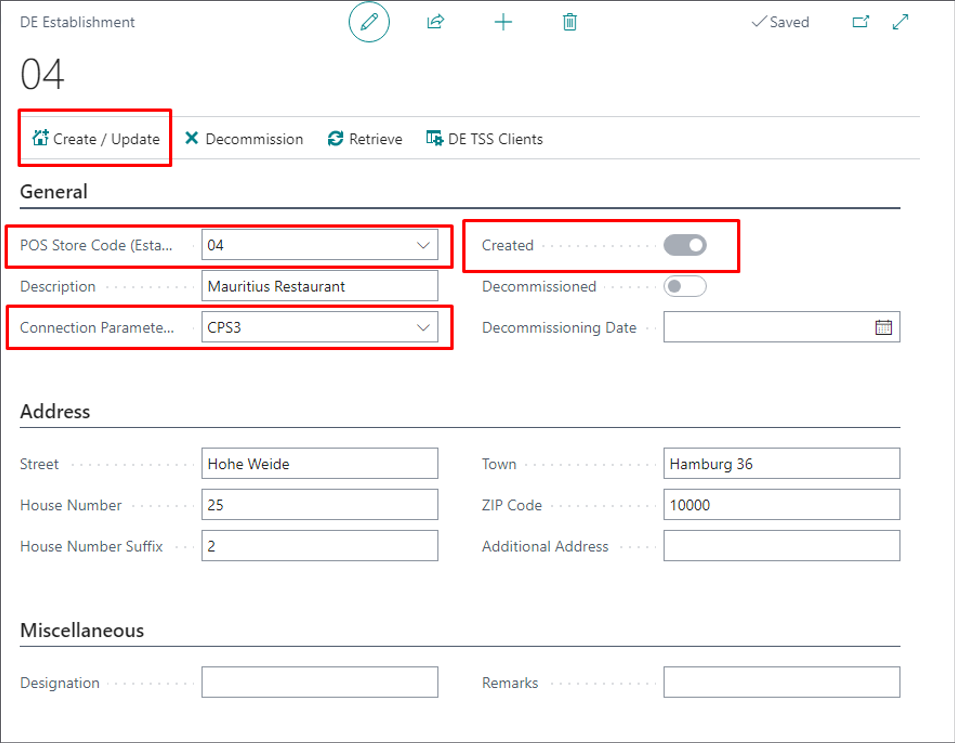 DE Establishment
Saved
04
Create / Update
Decommission
Retrieve
DE TSS Clients
General
POS Store Code (Esta...
04
Created
Description
Mauritius Restaurant
Decommissioned
Connection Paramete...
CPS3
Decommissioning Date
Address
Street
Hohe Weide
Town
Hamburg 36
House Number
25
ZIP Code
10000
House Number Suffix
2
Additional Address
Miscellaneous
Designation
Remarks